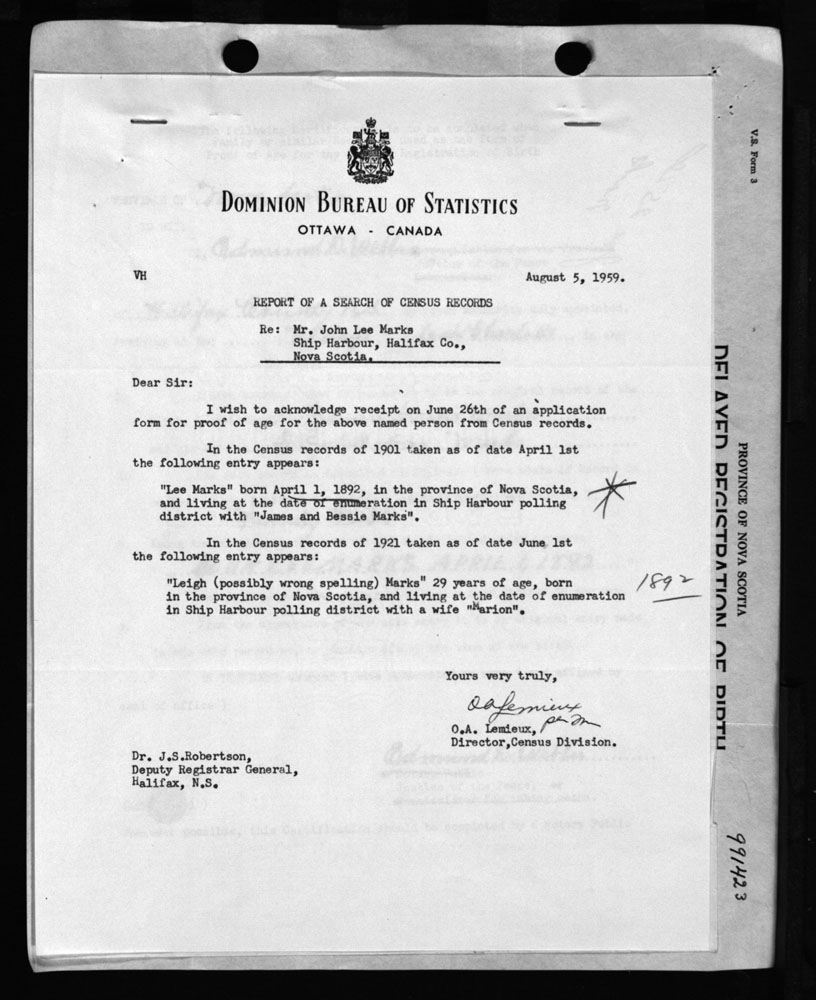 DOMINION BUREAU OF STATISTICS
OTTAWA - CANADA
VH
August 5, 1959.
REPORT OF A SEARCH OF CENSUS RECORDS
Re: Mr. John Lee Marks
Ship Harbour, Halifax Co.,
Nova Scotia.
Dear Sir:
I wish to acknowledge receipt on June 26th of an application
form for proof of age for the above named person from Census records.
In the Census records of 1901 taken as of date April 1st
the following entry appears:
"Lee Marks" born April 1, 1892, in the province of Nova Scotia,
and living at the date of enumeration in Ship Harbour polling
district with "James and Bessie Marks".
In the Census records of 1921 taken as of date June 1st
the following entry appears:
"Leigh (possibly wrong spelling) Marks" 29 years of age, born
in the province of Nova Scotia, and living at the date of enumeration
in Ship Harbour polling district with a wife "Marion".
1892
Yours very truly,
OALemieux
per
O.A. Lemieux,
Director,Census Division.
Dr. J.S.Robertson,
Deputy Registrar General,
Halifax, N.S.
V.S. Form 3
PROVINCE OF NOVA SCOTIA
DELAYED REGISTRATION OF BIRTH
991423